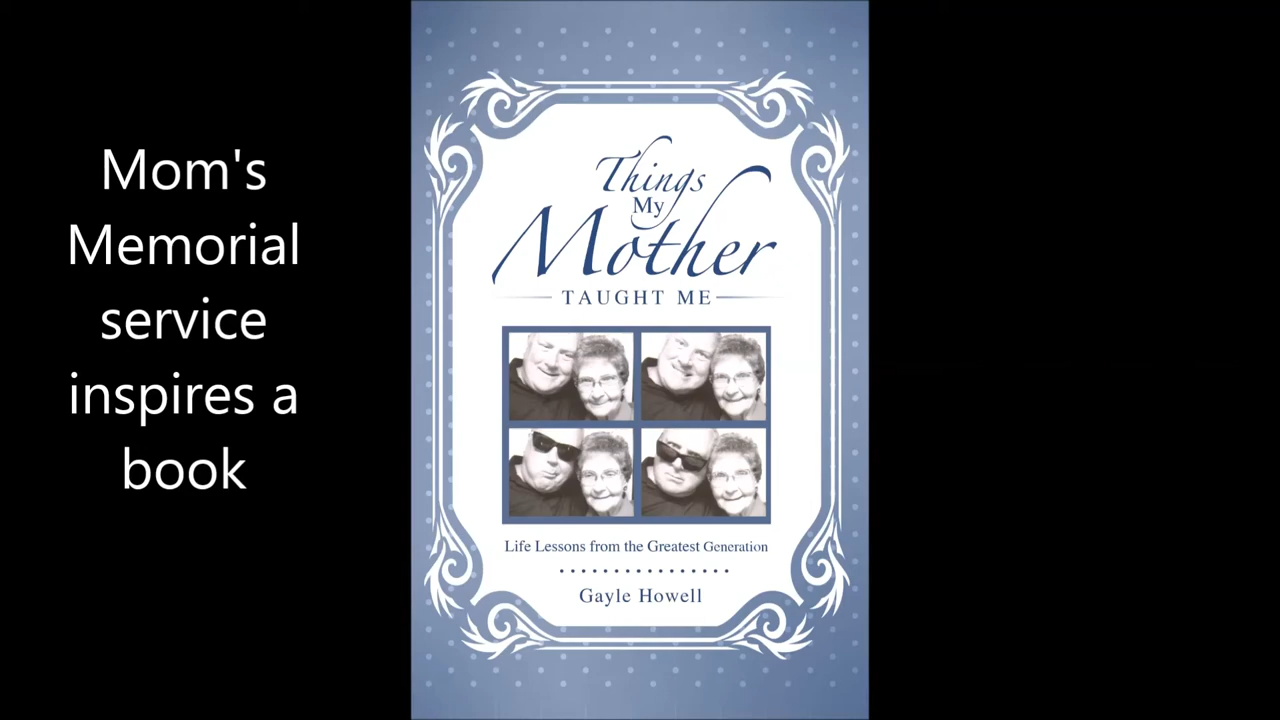 Mom's
Memorial
service
inspires a
book
Things
My
Mother
TAUGHT ME
Life Lessons from the Greatest Generation
Gayle Howell